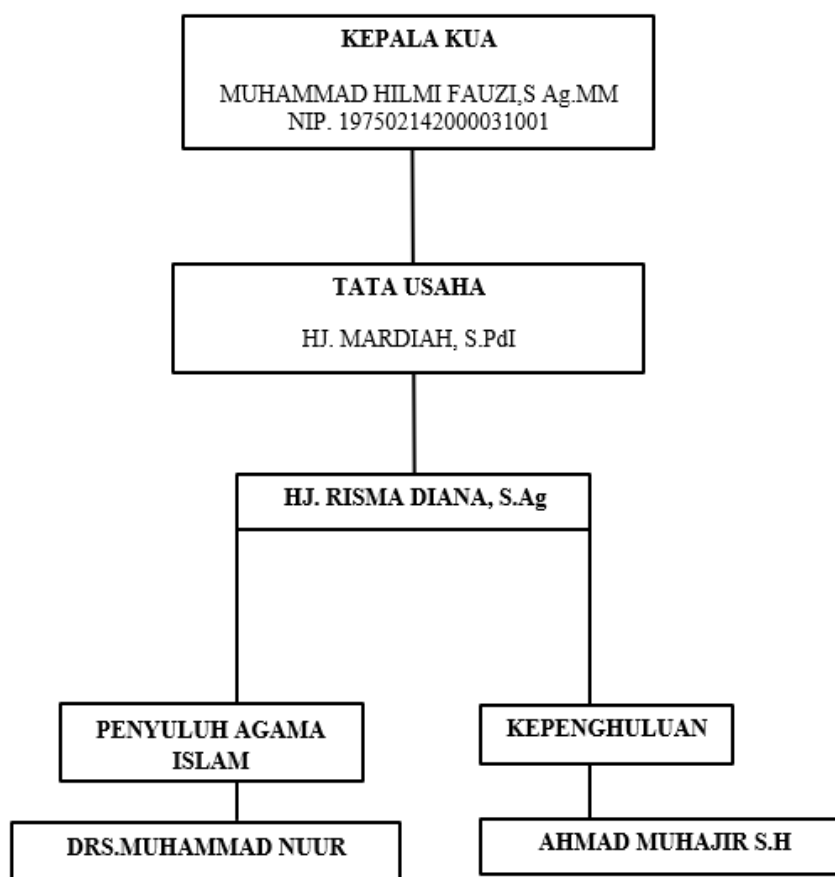 KEPALA KUA
MUHAMMAD HILMI FAUZI,S Ag.MM
NIP. 197502142000031001
TATA USAHA
HJ. MARDIAH, S.PdI
HJ. RISMA DIANA, S.Ag
PENYULUH AGAMA
ISLAM
KEPENGHULUAN
DRS.MUHAMMAD NUUR
AHMAD MUHAJIR S.H